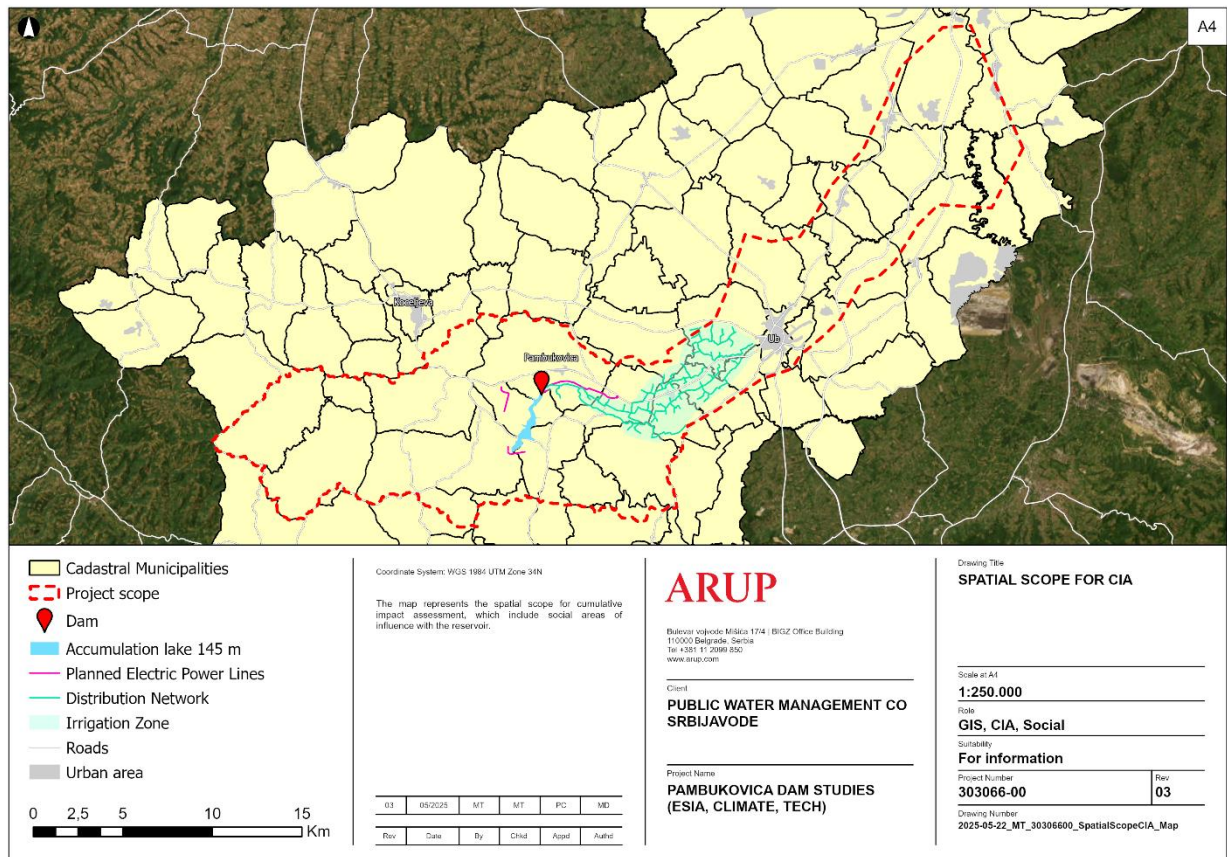 A4
Koceljeva
Pambukovica
Ub
Cadastral Municipalities
Project scope
Dam
Accumulation lake 145 m
Planned Electric Power Lines
Distribution Network
Irrigation Zone
Roads
Urban area
0 2,5 5 10 15
Km
Coordinate System: WGS 1984 UTM Zone 34N
The map represents the spatial scope for cumulative
impact assessment, which include social areas of
influence with the reservoir.
03 05/2025 MT MT PC MD
Rev Date By Chkd Appd Authd
ARUP
Bulevar vojvode Mišića 17/4 | BIGZ Office Building
110000 Belgrade, Serbia
Tel +381 11 2099 850
www.arup.com
Client
PUBLIC WATER MANAGEMENT CO
SRBIJAVODE
Project Name
PAMBUKOVICA DAM STUDIES
(ESIA, CLIMATE, TECH)
Drawing Title
SPATIAL SCOPE FOR CIA
Scale at A4
1:250.000
Role
GIS, CIA, Social
Suitability
For information
Project Number
303066-00
Rev
03
Drawing Number
2025-05-22_MT_30306600_SpatialScopeCIA_Map